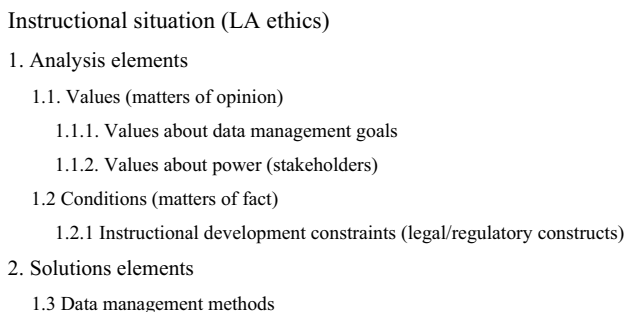 Instructional situation (LA ethics)
1. Analysis elements
1.1. Values (matters of opinion)
1.1.1. Values about data management goals
1.1.2. Values about power (stakeholders)
1.2 Conditions (matters of fact)
1.2.1 Instructional development constraints (legal/regulatory constructs)
2. Solutions elements
1.3 Data management methods